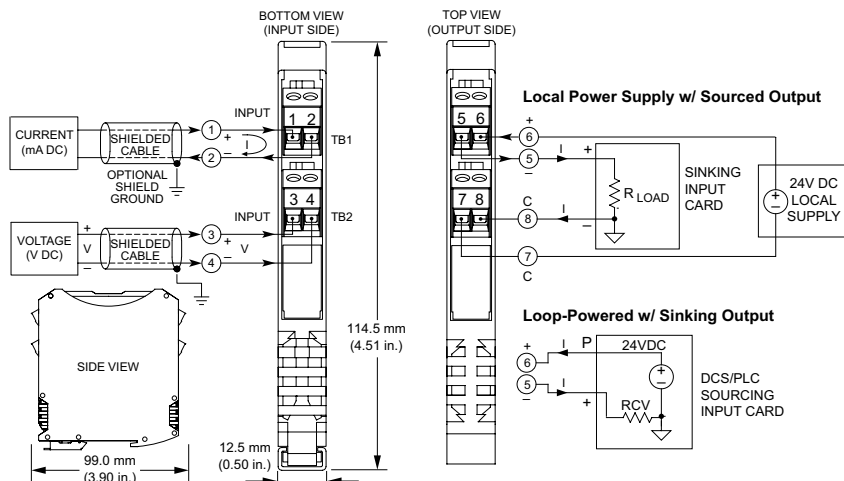 BOTTOM VIEW
(INPUT SIDE)
TOP VIEW
(OUTPUT SIDE)
CURRENT
(mA DC)
SHIELDED
CABLE
OPTIONAL
SHIELD
GROUND
1
2
INPUT
+
I
–
1 2
TB1
VOLTAGE
(V DC)
+
V
–
SHIELDED
CABLE
3
4
INPUT
+
V
–
3 4
TB2
SIDE VIEW
99.0 mm
(3.90 in.)
12.5 mm
(0.50 in.)
114.5 mm
(4.51 in.)
5 6
7 8
Local Power Supply w/ Sourced Output
+
6
5
–
I
+
R LOAD
SINKING
INPUT
CARD
24V DC
LOCAL
SUPPLY
+
–
C
8
I
–
7
C
Loop-Powered w/ Sinking Output
+
6
I
P
24VDC
+
–
5
–
I
+
RCV
DCS/PLC
SOURCING
INPUT CARD